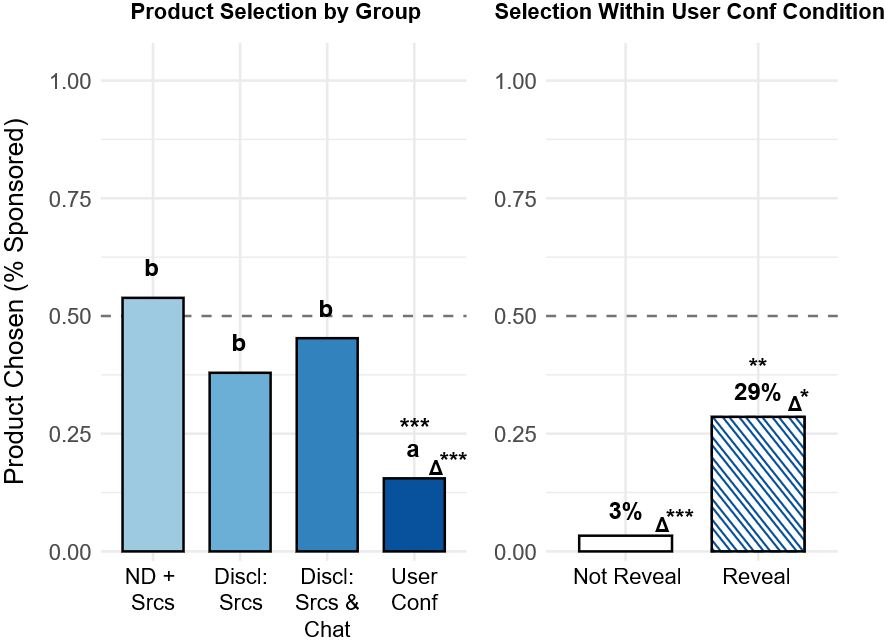 Product Selection by Group
Selection Within User Conf Condition
Product Chosen (% Sponsored)
1.00
0.75
0.50
0.25
0.00
b
b
b
***
a
Δ***
ND +
Srcs
Discl:
Srcs
Discl:
Srcs &
Chat
User
Conf
1.00
0.75
0.50
0.25
0.00
3%
Δ***
**
29%
Δ*
Not Reveal
Reveal